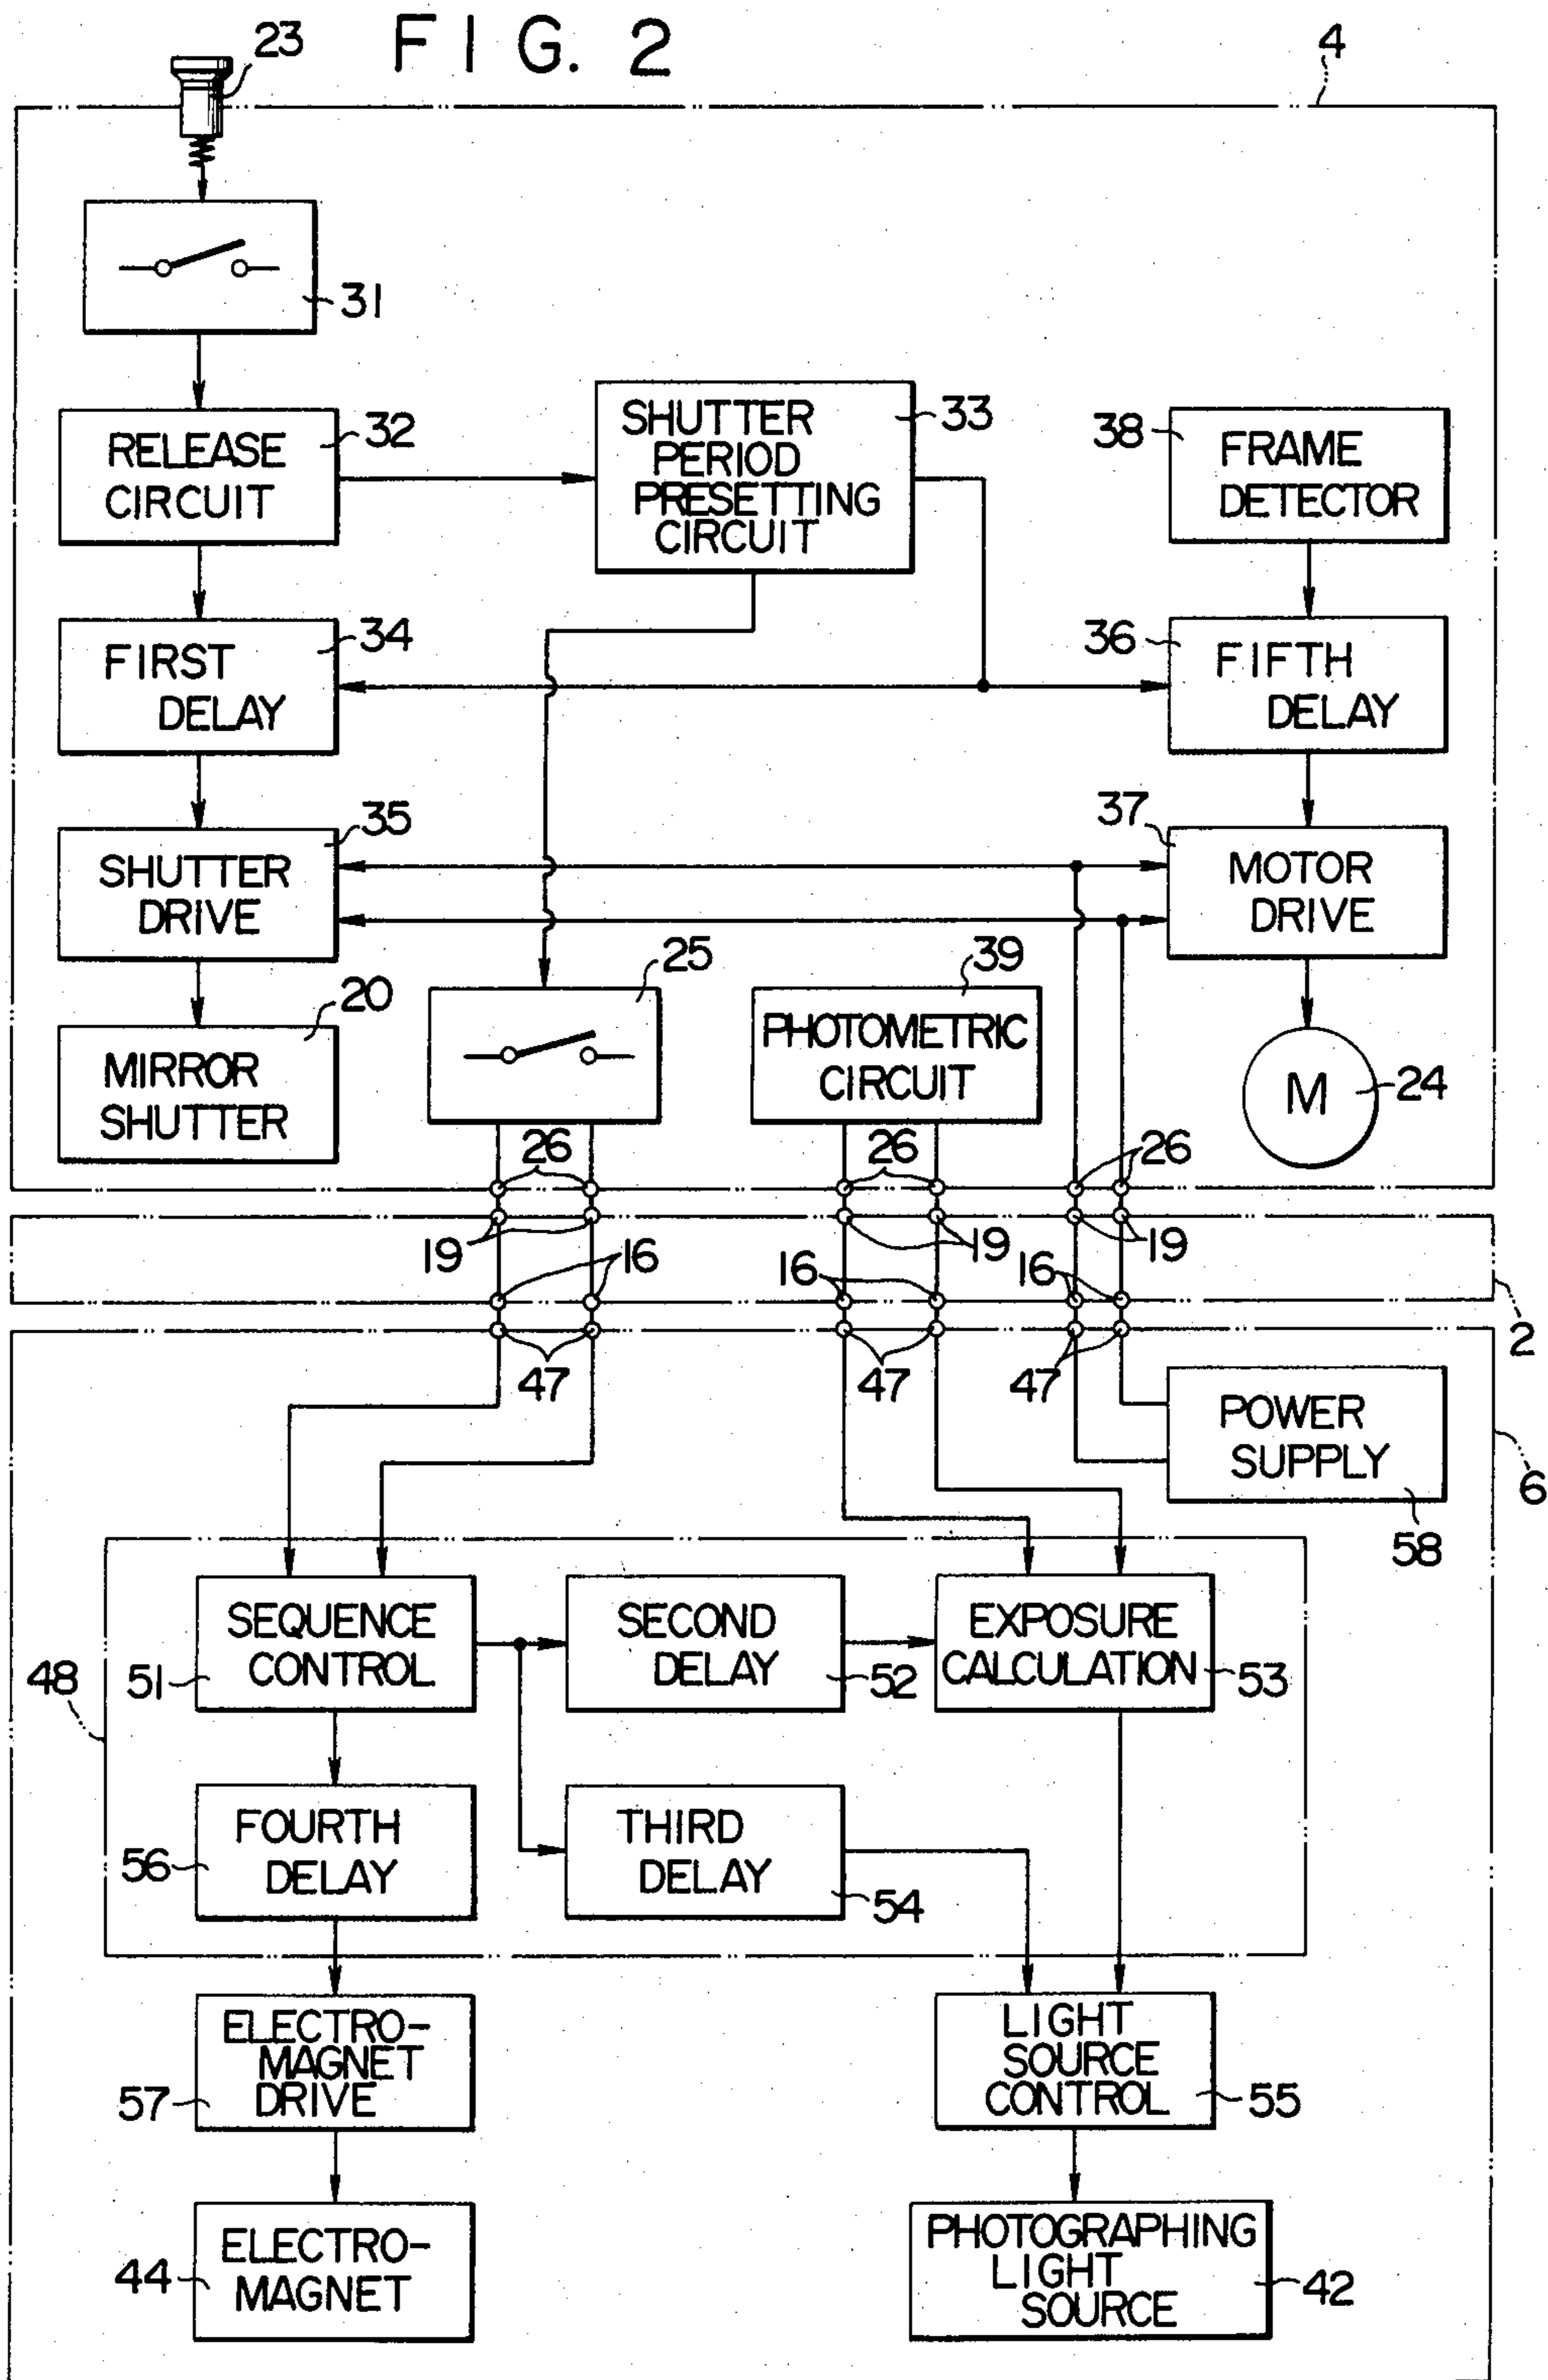 FIG. 2
23
4
31
RELEASE
CIRCUIT
32
SHUTTER
PERIOD
PRESETTING
CIRCUIT
33
38
FRAME
DETECTOR
FIRST
DELAY
34
36
FIFTH
DELAY
SHUTTER
DRIVE
35
37
MOTOR
DRIVE
MIRROR
SHUTTER
20
25
PHOTOMETRIC
CIRCUIT
39
M
24
26
26
26
19
19
19
16
16
16
2
47
47
47
POWER
SUPPLY
58
6
48
SEQUENCE
CONTROL
51
SECOND
DELAY
52
EXPOSURE
CALCULATION
53
FOURTH
DELAY
56
THIRD
DELAY
54
ELECTRO-
MAGNET
DRIVE
57
LIGHT
SOURCE
CONTROL
55
ELECTRO-
MAGNET
44
PHOTOGRAPHING
LIGHT
SOURCE
42